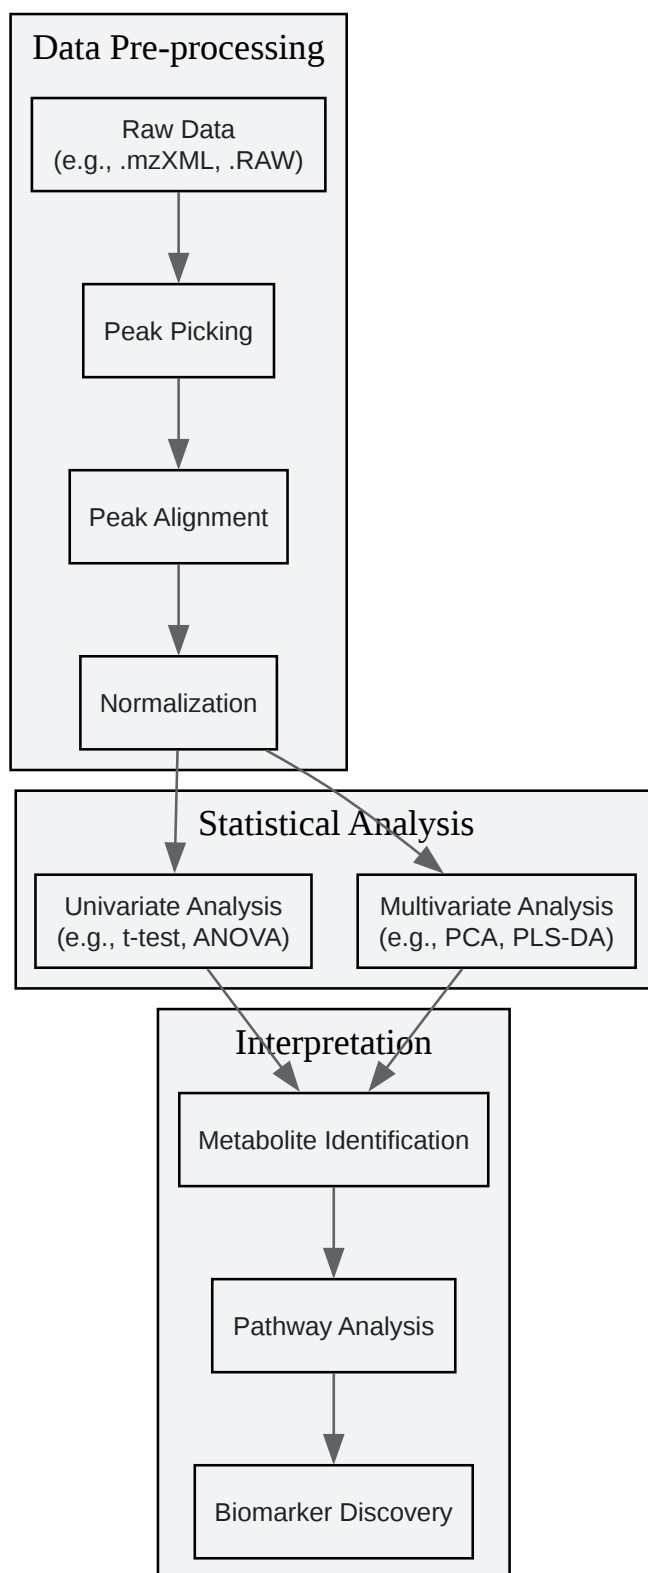 Data Pre-processing
Raw Data
(e.g., .mzXML, .RAW)
Peak Picking
Peak Alignment
Normalization
Statistical Analysis
Univariate Analysis
(e.g., t-test, ANOVA)
Multivariate Analysis
(e.g., PCA, PLS-DA)
Interpretation
Metabolite Identification
Pathway Analysis
Biomarker Discovery